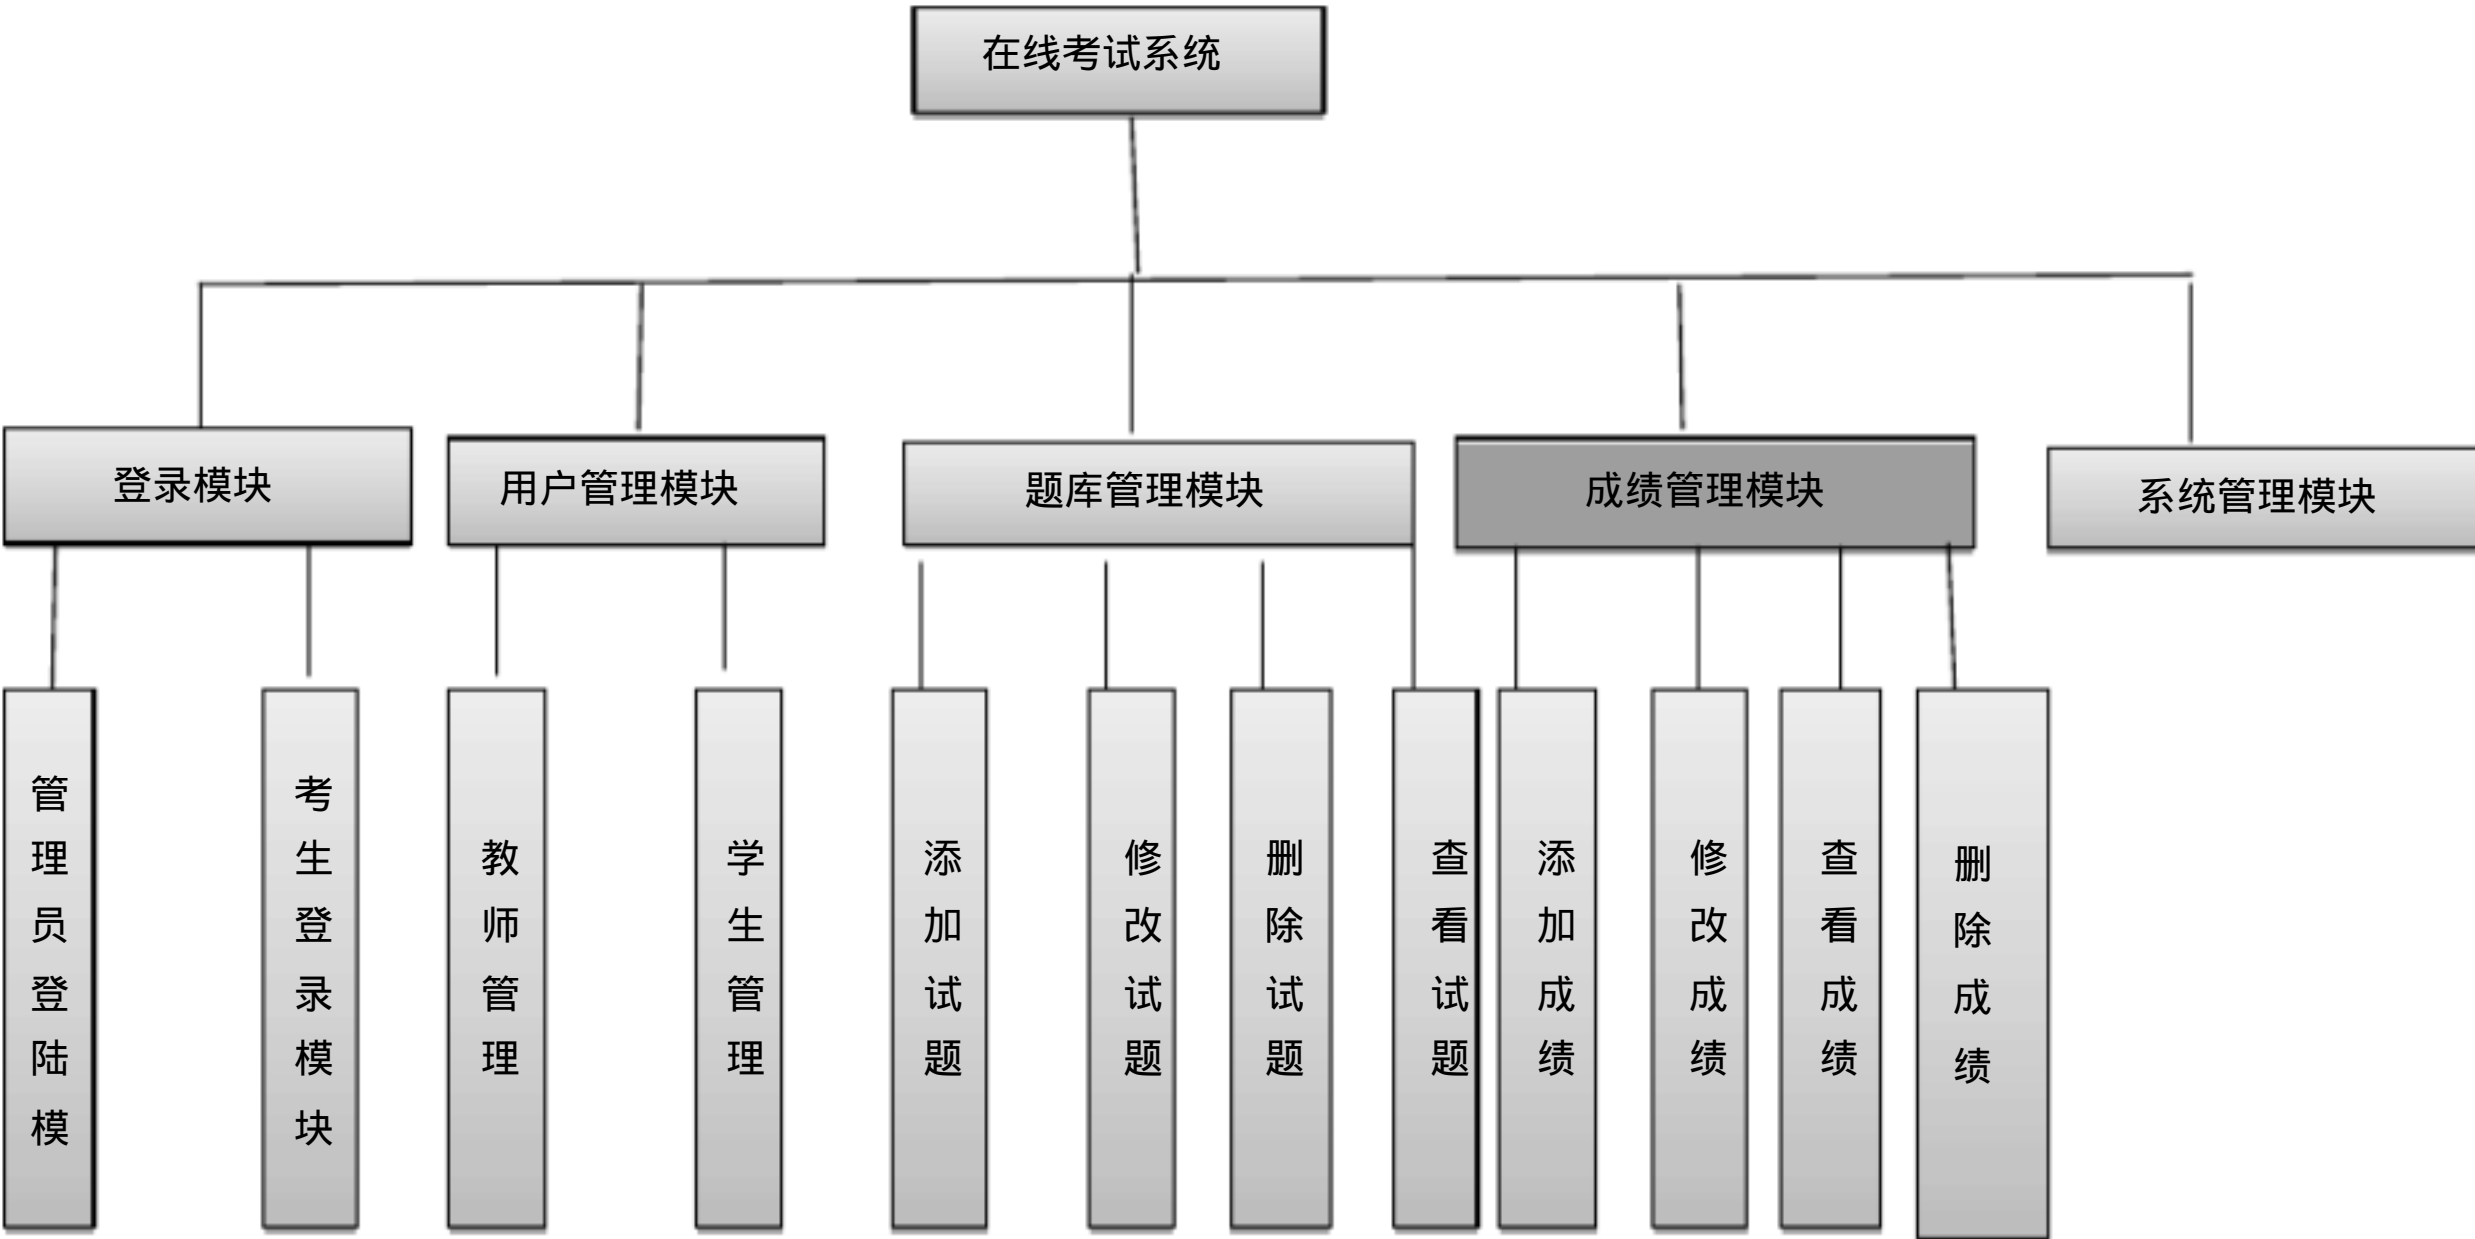 在线考试系统
登录模块
用户管理模块
题库管理模块
成绩管理模块
系统管理模块
管理员登陆模
考生登录模块
教师管理
学生管理
添加试题
修改试题
删除试题
查看试题
添加成绩
修改成绩
查看成绩
删除成绩